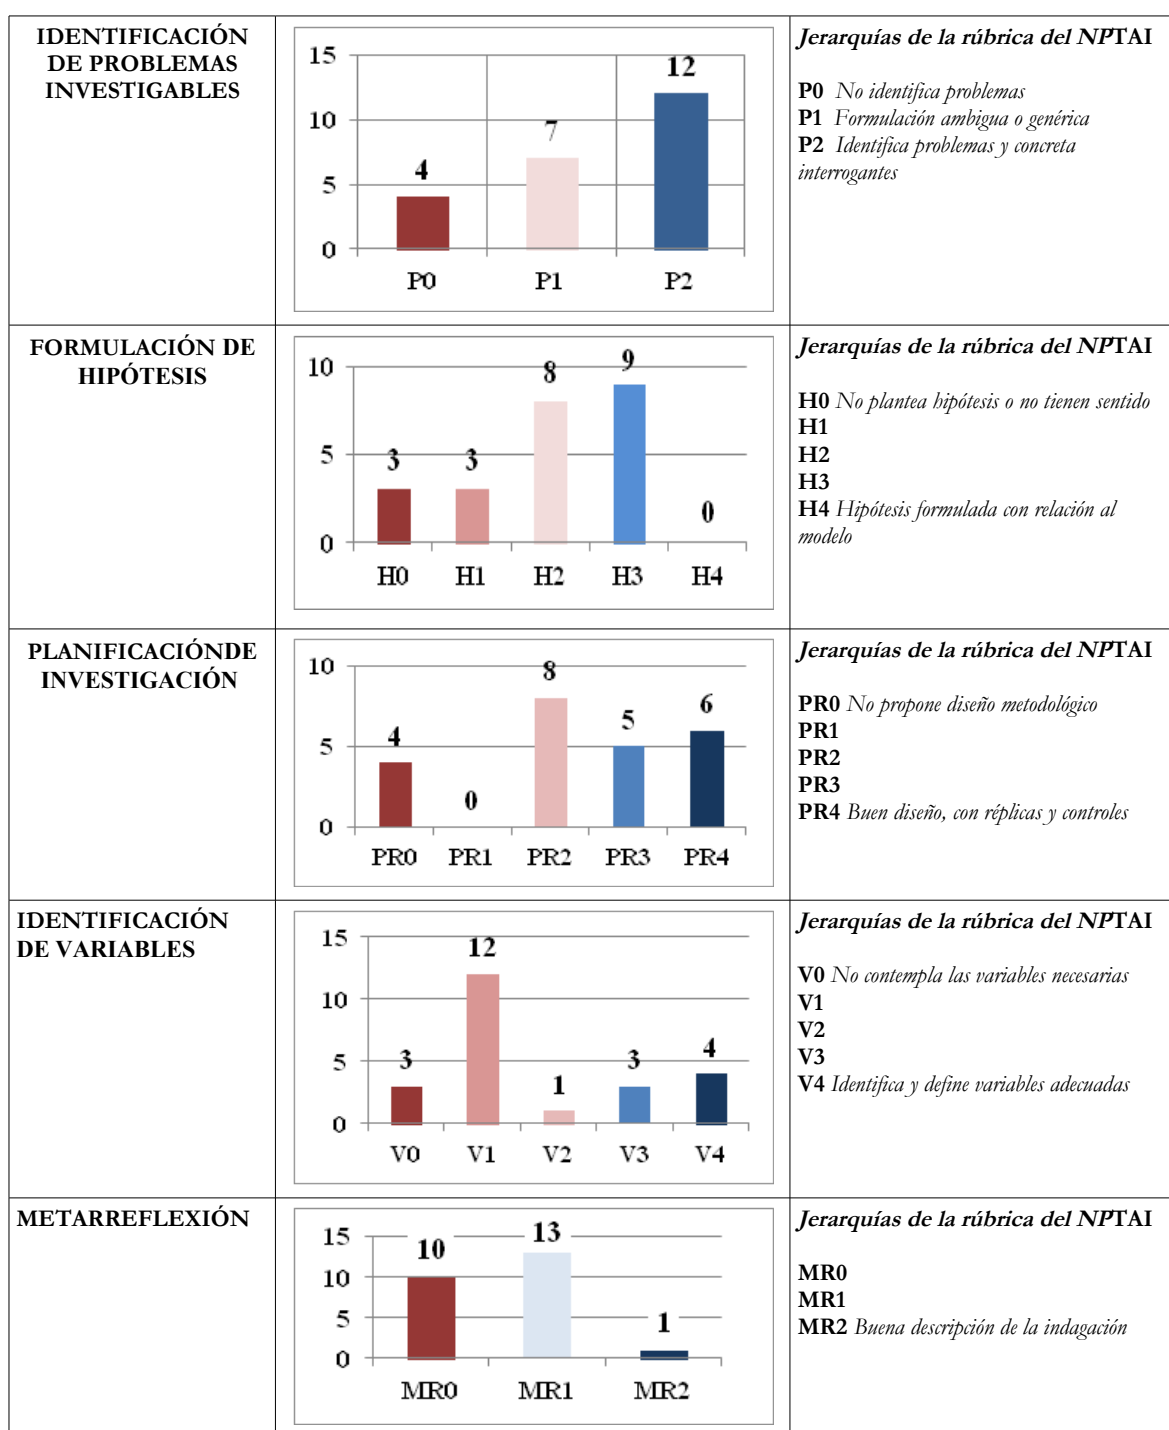 IDENTIFICACIÓN
DE PROBLEMAS
INVESTIGABLES
15
10
5
0
4
7
12
P0
P1
P2
Jerarquías de la rúbrica del NPTAI
P0 No identifica problemas
P1 Formulación ambigua o genérica
P2 Identifica problemas y concreta
interrogantes
FORMULACIÓN DE
HIPÓTESIS
10
5
0
3
3
8
9
0
H0
H1
H2
H3
H4
Jerarquías de la rúbrica del NPTAI
H0 No plantea hipótesis o no tienen sentido
H1
H2
H3
H4 Hipótesis formulada con relación al
modelo
PLANIFICACIÓNDE
INVESTIGACIÓN
10
5
0
4
0
8
5
6
PR0
PR1
PR2
PR3
PR4
Jerarquías de la rúbrica del NPTAI
PR0 No propone diseño metodológico
PR1
PR2
PR3
PR4 Buen diseño, con réplicas y controles
IDENTIFICACIÓN
DE VARIABLES
15
10
5
0
3
12
1
3
4
V0
V1
V2
V3
V4
Jerarquías de la rúbrica del NPTAI
V0 No contempla las variables necesarias
V1
V2
V3
V4 Identifica y define variables adecuadas
METARREFLEXIÓN
15
10
5
0
10
13
1
MR0
MR1
MR2
Jerarquías de la rúbrica del NPTAI
MR0
MR1
MR2 Buena descripción de la indagación